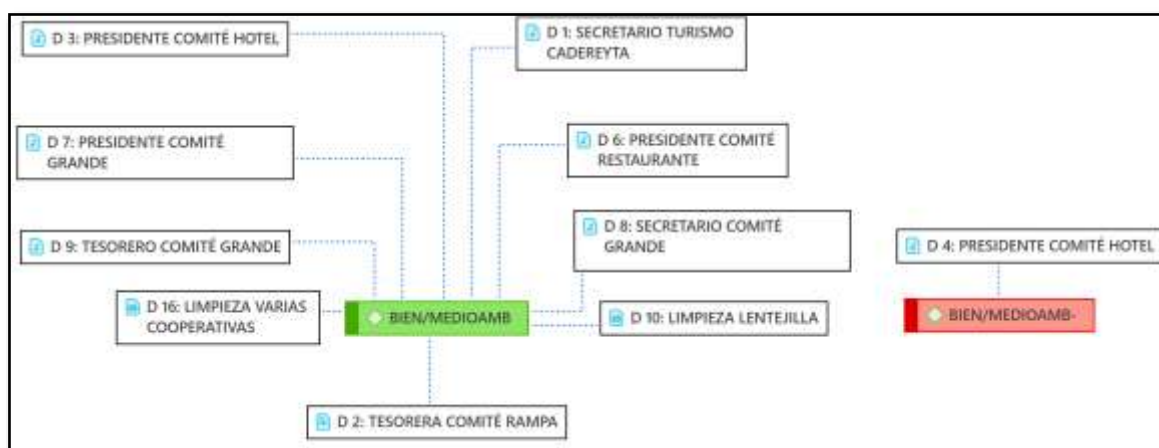 D 3: PRESIDENTE COMITÉ HOTEL
D 1: SECRETARIO TURISMO
CADEREYTA
D 7: PRESIDENTE COMITÉ
GRANDE
D 6: PRESIDENTE COMITÉ
RESTAURANTE
D 9: TESORERO COMITÉ GRANDE
D 8: SECRETARIO COMITÉ
GRANDE
D 4: PRESIDENTE COMITÉ HOTEL
D 16: LIMPIEZA VARIAS
COOPERATIVAS
BIEN/MEDIOAMB
D 10: LIMPIEZA LENTEJILLA
BIEN/MEDIOAMB-
D 2: TESORERA COMITÉ RAMPA